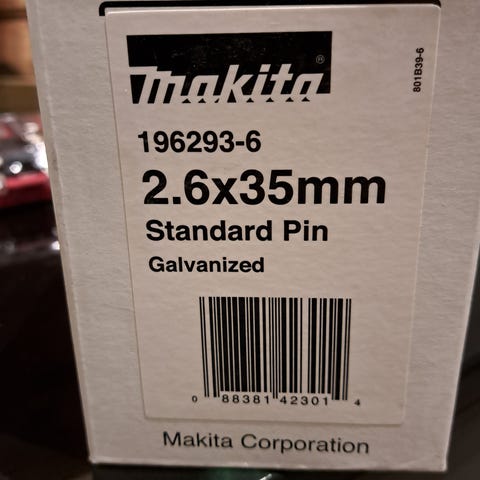 makita®
801B39-6
196293-6
2.6x35mm
Standard Pin
Galvanized
0 88381 42301 4
Makita Corporation